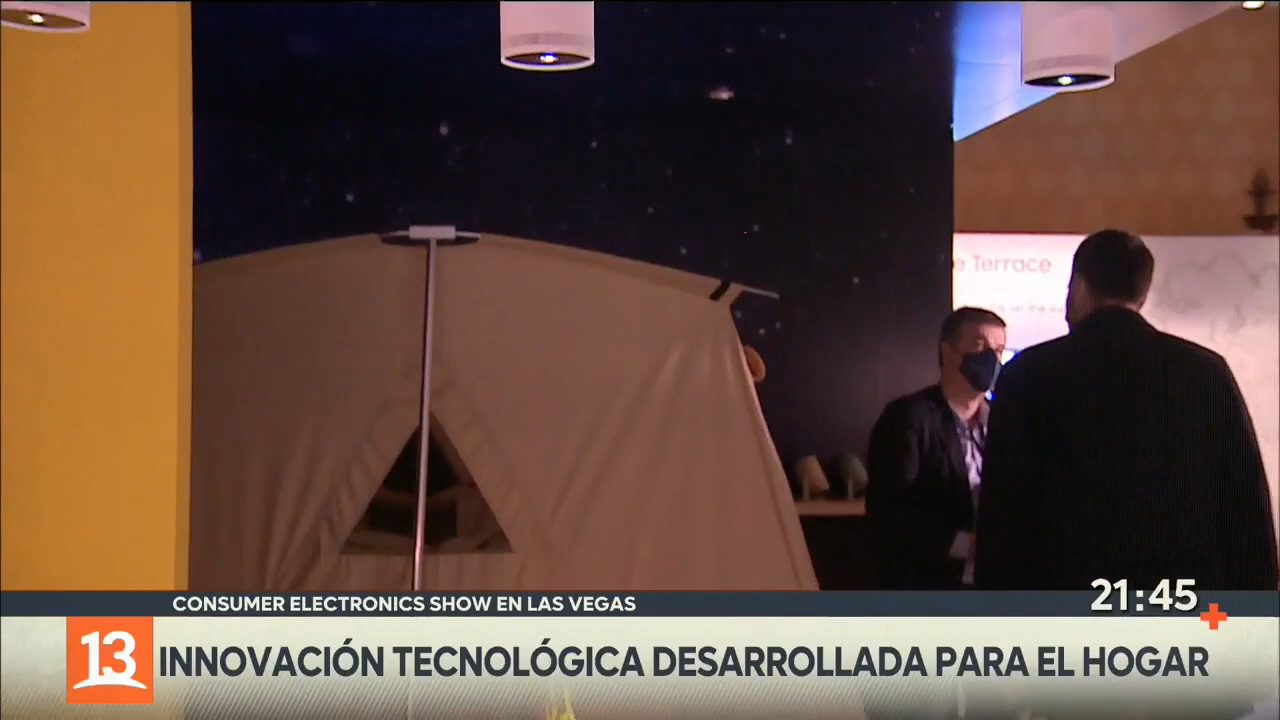 e Terrace
CONSUMER ELECTRONICS SHOW EN LAS VEGAS
21:45
13
INNOVACIÓN TECNOLÓGICA DESARROLLADA PARA EL HOGAR